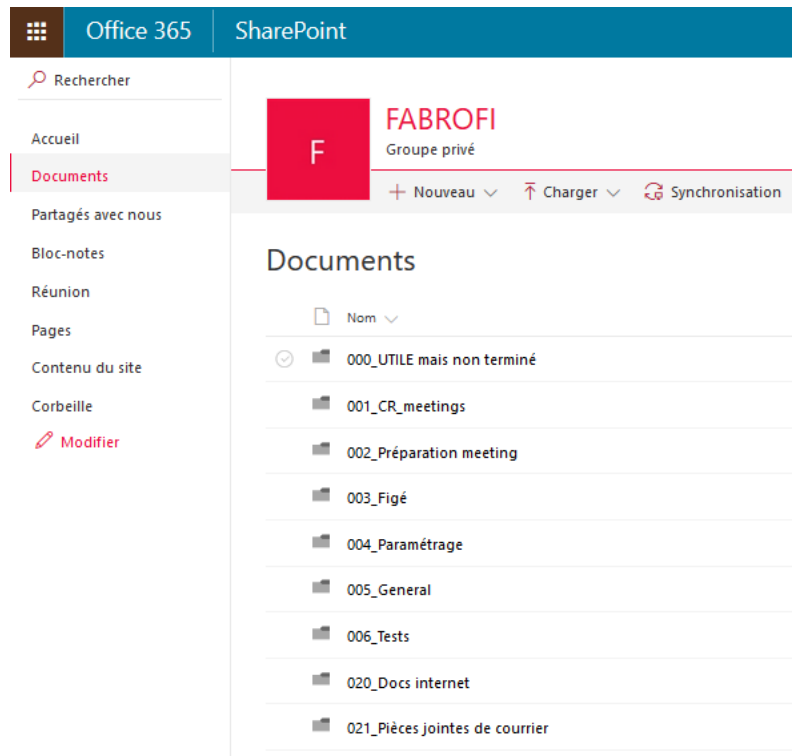 Office 365 SharePoint
Rechercher
Accueil
Documents
Partagés avec nous
Bloc-notes
Réunion
Pages
Contenu du site
Corbeille
Modifier
F
FABROFI
Groupe privé
Nouveau Charger Synchronisation
Documents
Nom
000_UTILE mais non terminé
001_CR_meetings
002_Préparation meeting
003_Figé
004_Paramétrage
005_General
006_Tests
020_Docs internet
021_Pièces jointes de courrier